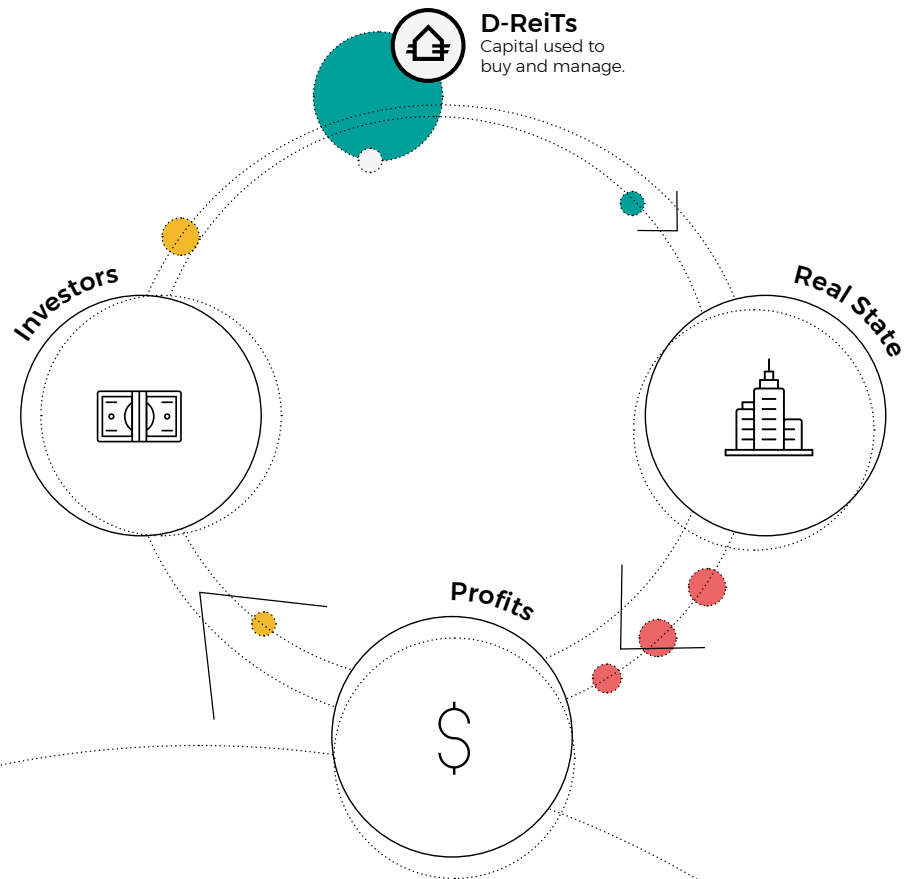 D-ReiTs
Capital used to
buy and manage.
Investors
Real State
Profits